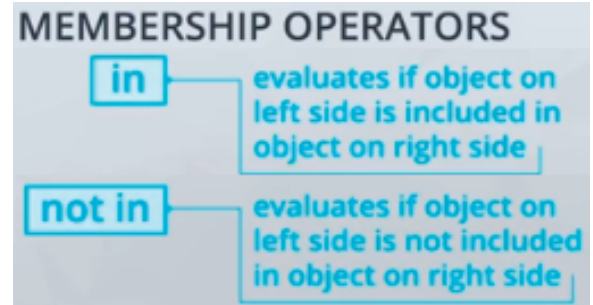 MEMBERSHIP OPERATORS
in
evaluates if object on
left side is included in
object on right side
not in
evaluates if object on
left side is not included
in object on right side